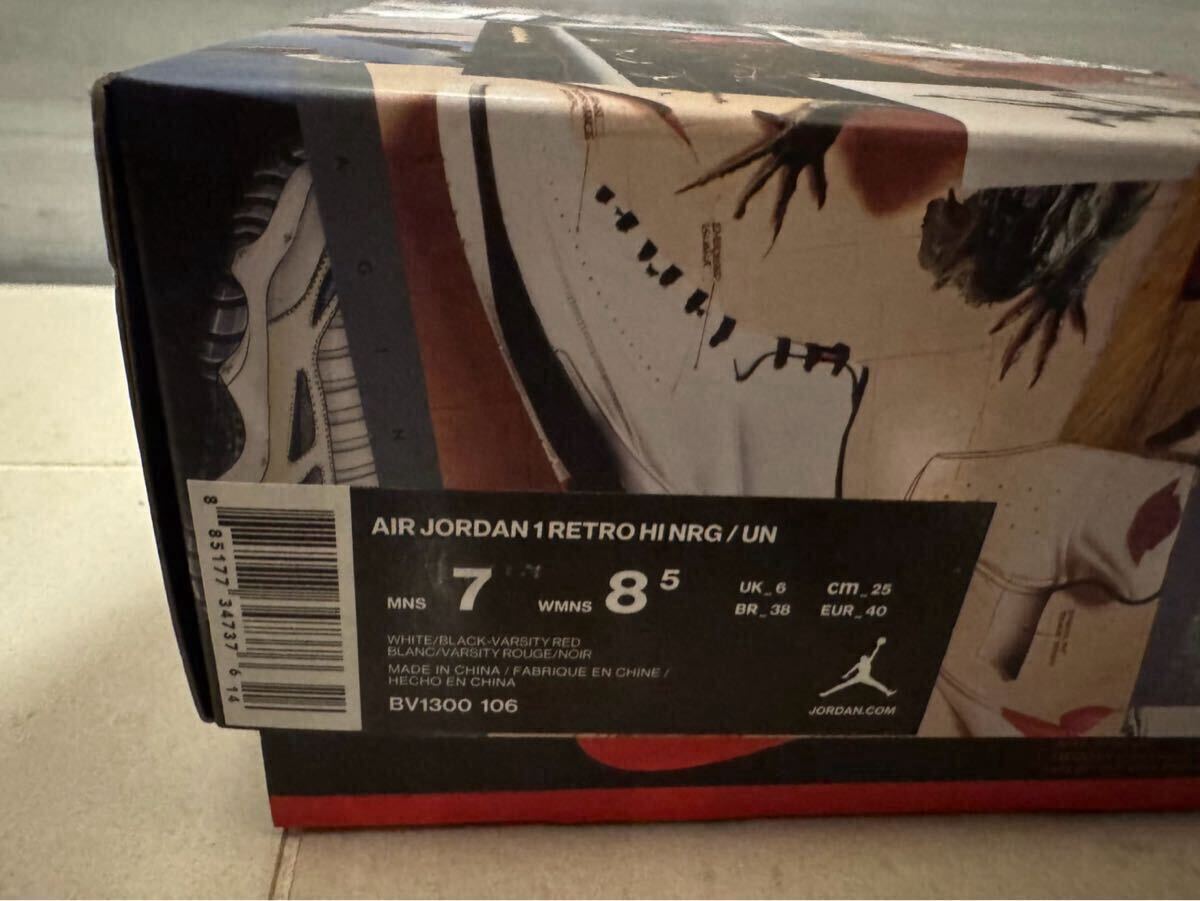 A
G
I
N
AIR JORDAN 1 RETRO HI NRG / UN
MNS 7 WMNS 8 5 UK_6 cm_25
BR_38 EUR_40
WHITE/BLACK-VARSITY RED
BLANC/VARSITY ROUGE/NOIR
MADE IN CHINA / FABRIQUE EN CHINE /
HECHO EN CHINA
BV1300 106
JORDAN.COM
8 85177 34737 6 14